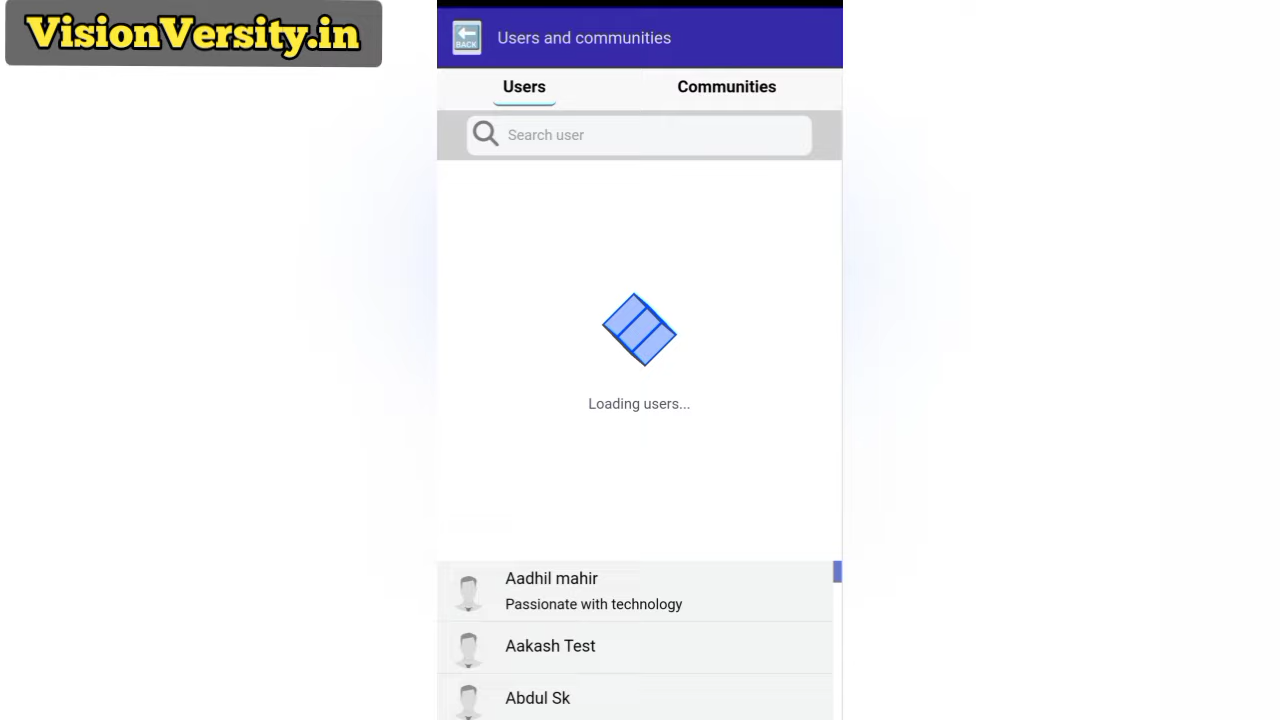 VisionVersity.in
BACK
Users and communities
Users
Communities
Search user
Loading users...
Aadhil mahir
Passionate with technology
Aakash Test
Abdul Sk